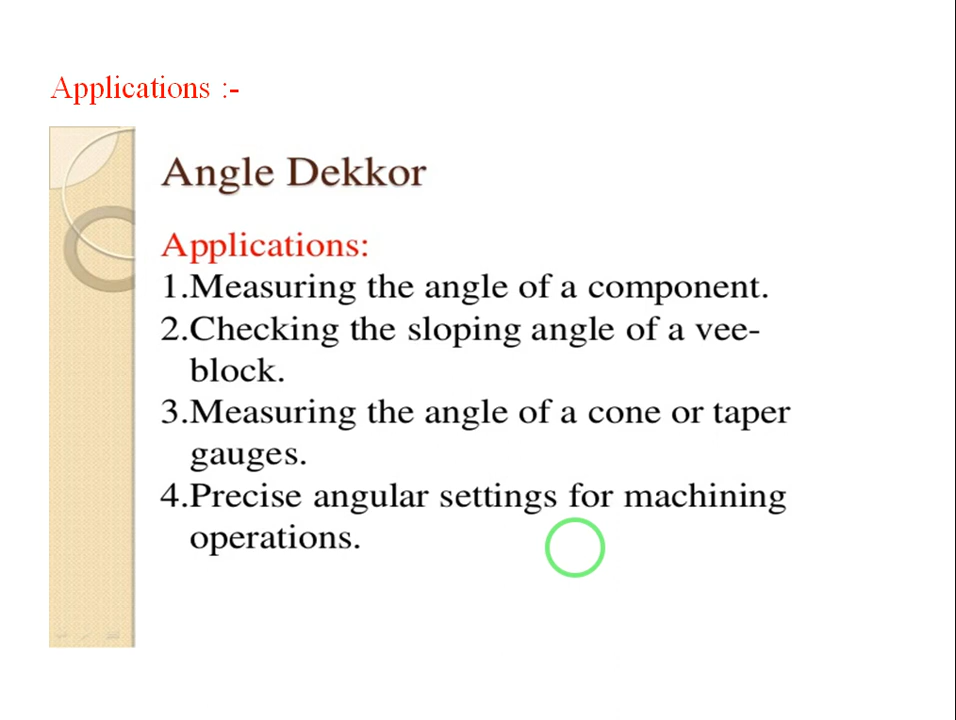 Applications :-
Angle Dekkor
Applications:
1.Measuring the angle of a component.
2.Checking the sloping angle of a vee-
block.
3.Measuring the angle of a cone or taper
gauges.
4.Precise angular settings for machining
operations.